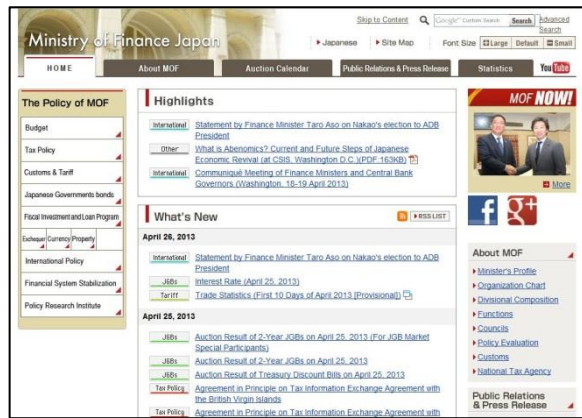 Skip to Content
Google™ Custom Search
Search
Advanced Search
Ministry of Finance Japan
Japanese
Site Map
Font Size
Large
Default
Small
HOME
About MOF
Auction Calendar
Public Relations & Press Release
Statistics
YouTube
The Policy of MOF
Budget
Tax Policy
Customs & Tariff
Japanese Governments bonds
Fiscal Investment and Loan Program
Exchequer
Currency
Property
International Policy
Financial System Stabilization
Policy Research Institute
Highlights
International Statement by Finance Minister Taro Aso on Nakao's election to ADB
President
Other What is Abenomics? Current and Future Steps of Japanese
Economic Revival (at CSIS, Washington D.C.)(PDF:163KB)
International Communiqué Meeting of Finance Ministers and Central Bank
Governors (Washington, 18-19 April 2013)
What's New
RSS LIST
April 26, 2013
International Statement by Finance Minister Taro Aso on Nakao's election to ADB
President
JGBs Interest Rate (April 25, 2013)
Tariff Trade Statistics (First 10 Days of April 2013 [Provisional])
April 25, 2013
JGBs Auction Result of 2-Year JGBs on April 25, 2013 (For JGB Market
Special Participants)
JGBs Auction Result of 2-Year JGBs on April 25, 2013
JGBs Auction Result of Treasury Discount Bills on April 25, 2013
Tax Policy Agreement in Principle on Tax Information Exchange Agreement with
the British Virgin Islands
Tax Policy Agreement in Principle on Tax Information Exchange Agreement with
MOF NOW!
More
f
g+
About MOF
Minister's Profile
Organization Chart
Divisional Composition
Functions
Councils
Policy Evaluation
Customs
National Tax Agency
Public Relations
& Press Release